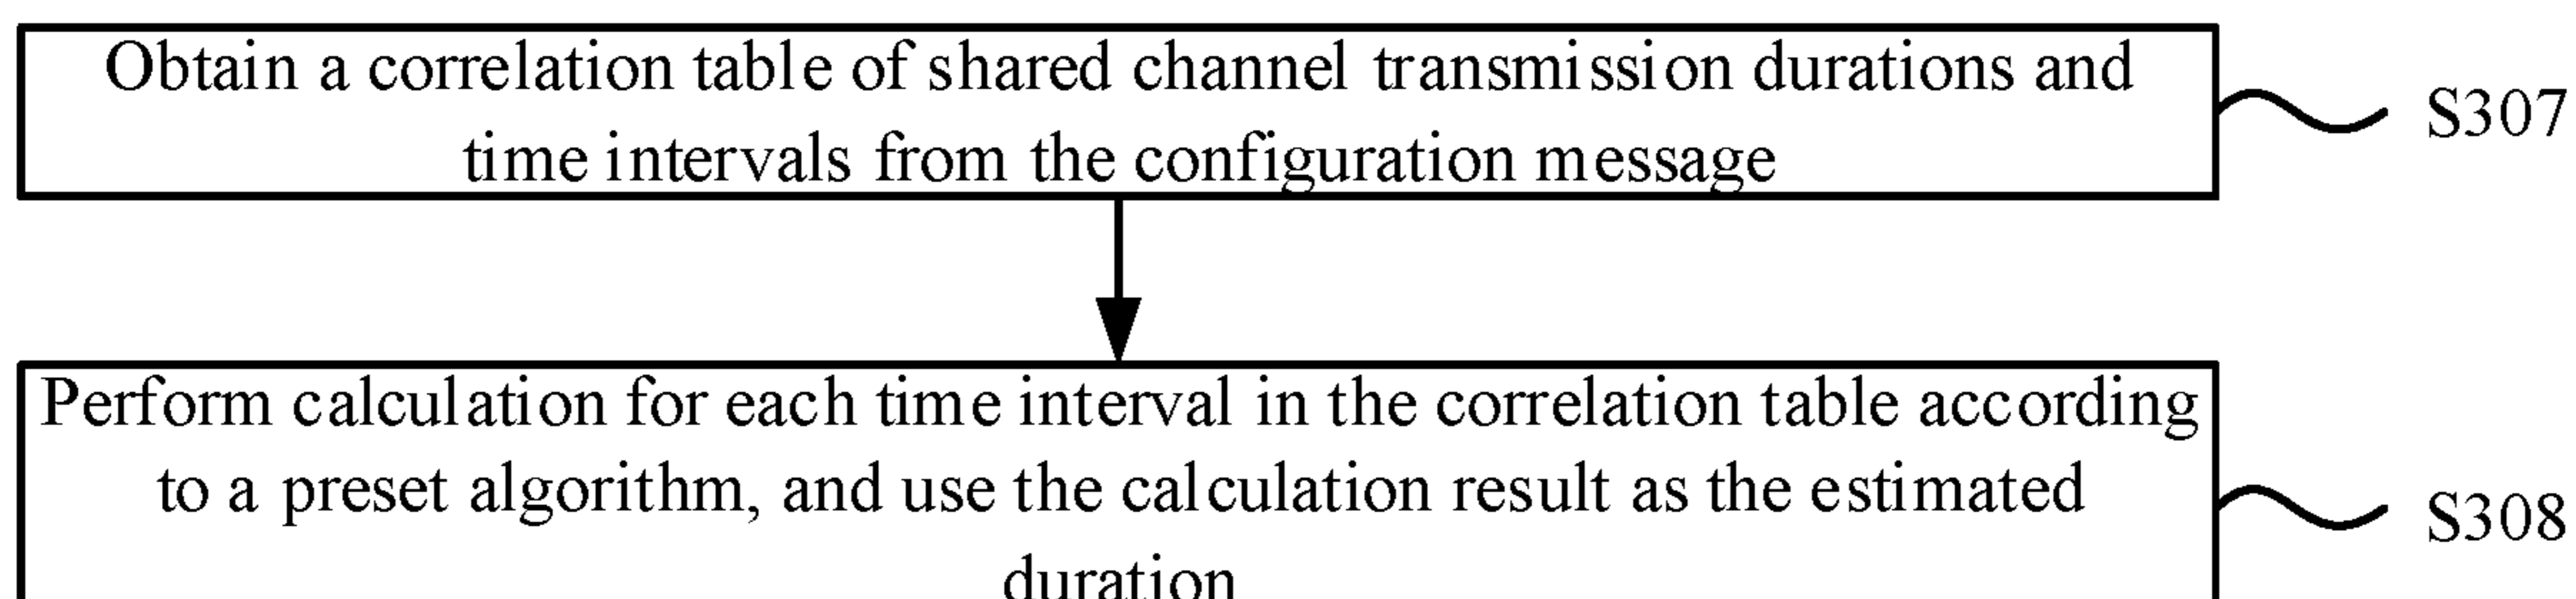 Obtain a correlation table of shared channel transmission durations and
time intervals from the configuration message
S307
Perform calculation for each time interval in the correlation table according
to a preset algorithm, and use the calculation result as the estimated
duration
S308